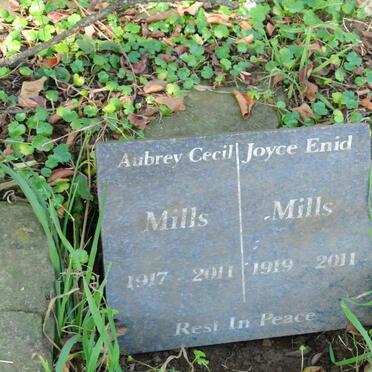 Aubrey Cecil Joyce Enid
Mills Mills
1917 - 2011 1919 - 2011
Rest In Peace